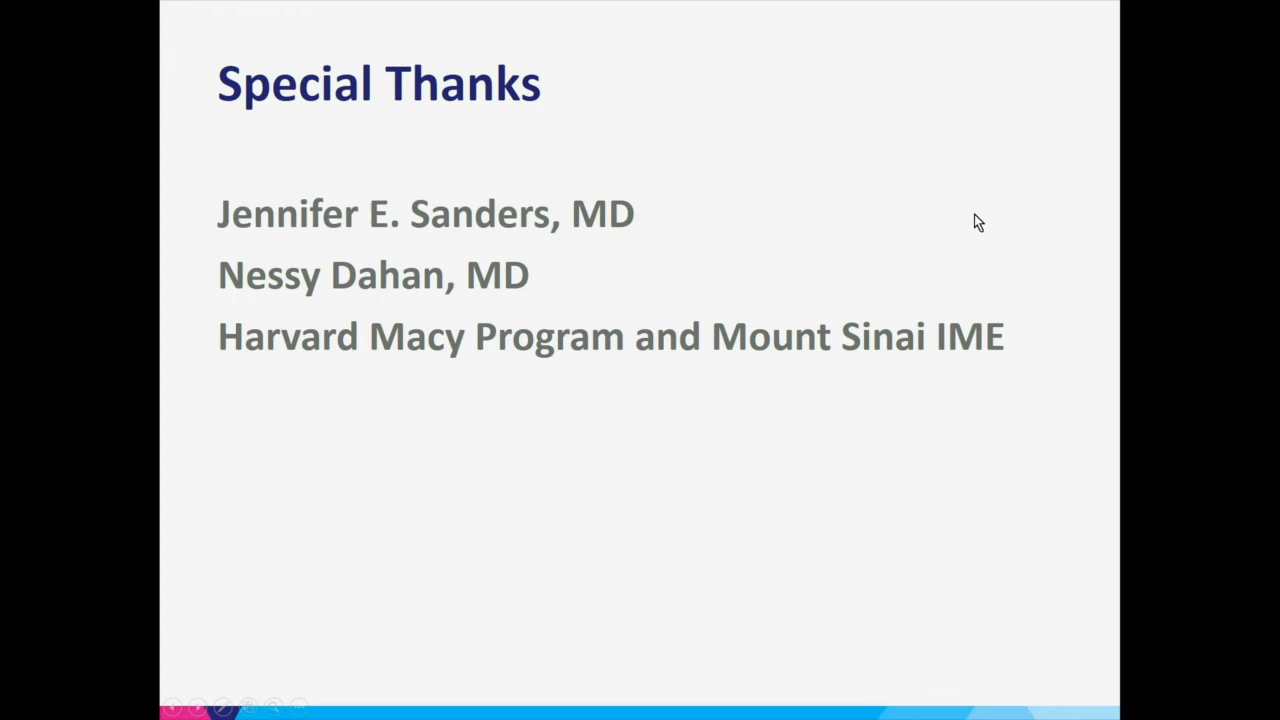 Special Thanks
Jennifer E. Sanders, MD
Nessy Dahan, MD
Harvard Macy Program and Mount Sinai IME